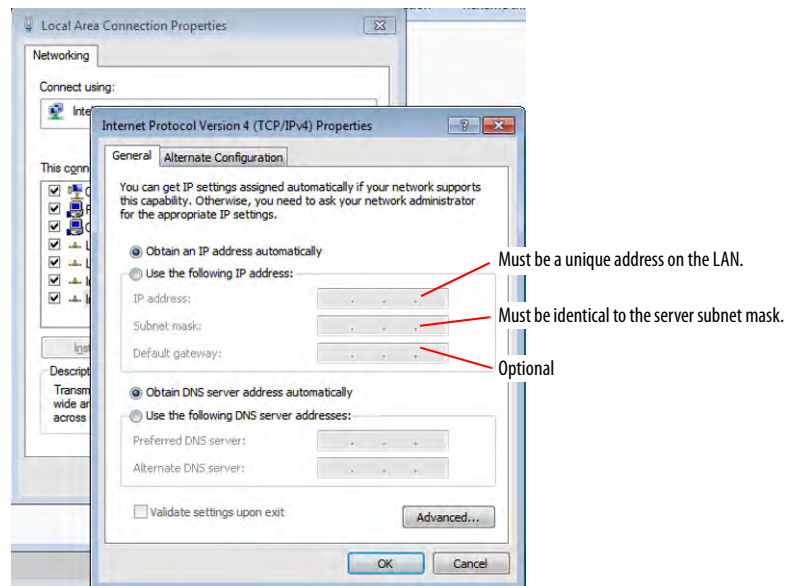 Local Area Connection Properties
Networking
Connect using:
Internet Protocol Version 4 (TCP/IPv4) Properties
General
Alternate Configuration
This conn
You can get IP settings assigned automatically if your network supports
this capability. Otherwise, you need to ask your network administrator
for the appropriate IP settings.
Obtain an IP address automatically
Use the following IP address:
Must be a unique address on the LAN.
IP address:
Subnet mask:
Must be identical to the server subnet mask.
Default gateway:
Optional
Descript
Transm
wide ar
across
Obtain DNS server address automatically
Use the following DNS server addresses:
Preferred DNS server:
Alternate DNS server:
Validate settings upon exit
Advanced...
OK
Cancel